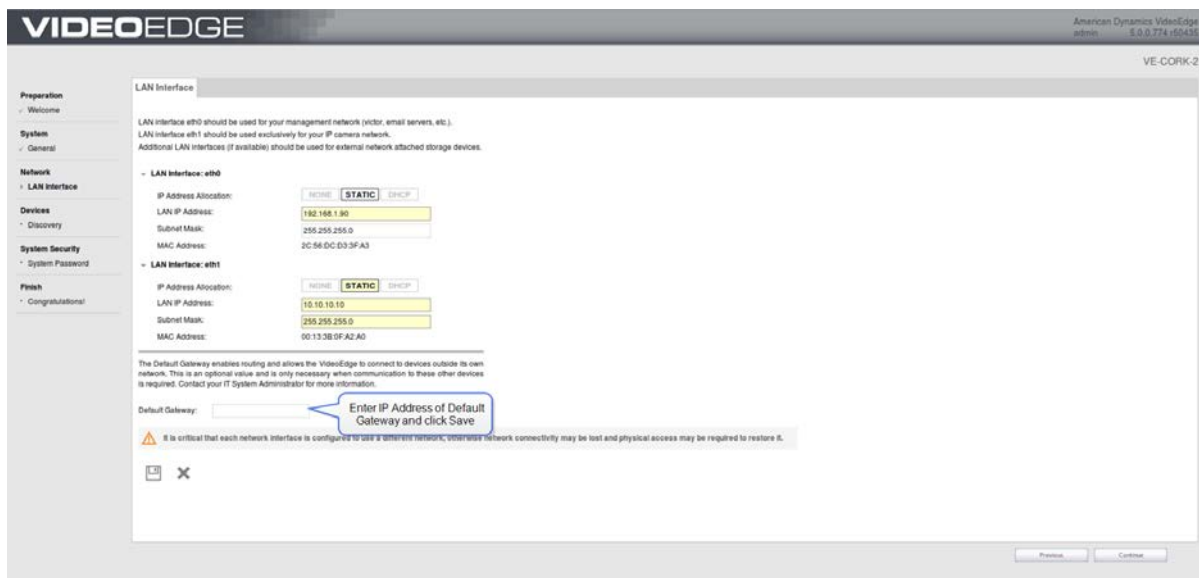 VIDEOEDGE
American Dynamics VideoEdge
admin 5.0.0.774 r50435
VE-CORK-2
Preparation
Welcome
System
General
Network
LAN Interface
Devices
Discovery
System Security
System Password
Finish
Congratulations!
LAN Interface
LAN interface eth0 should be used for your management network (victor, email servers, etc.).
LAN interface eth1 should be used exclusively for your IP camera network.
Additional LAN interfaces (if available) should be used for external network attached storage devices.
LAN Interface: eth0
IP Address Allocation: NONE STATIC DHCP
LAN IP Address: 192.168.1.90
Subnet Mask: 255.255.255.0
MAC Address: 2C:56:DC:D3:3F:A3
LAN Interface: eth1
IP Address Allocation: NONE STATIC DHCP
LAN IP Address: 10.10.10.10
Subnet Mask: 255.255.255.0
MAC Address: 00:13:3B:0F:A2:A0
The Default Gateway enables routing and allows the VideoEdge to connect to devices outside its own
network. This is an optional value and is only necessary when communication to these other devices
is required. Contact your IT System Administrator for more information.
Default Gateway:
Enter IP Address of Default
Gateway and click Save
It is critical that each network interface is configured to use a different network, otherwise network connectivity may be lost and physical access may be required to restore it.
Previous Continue